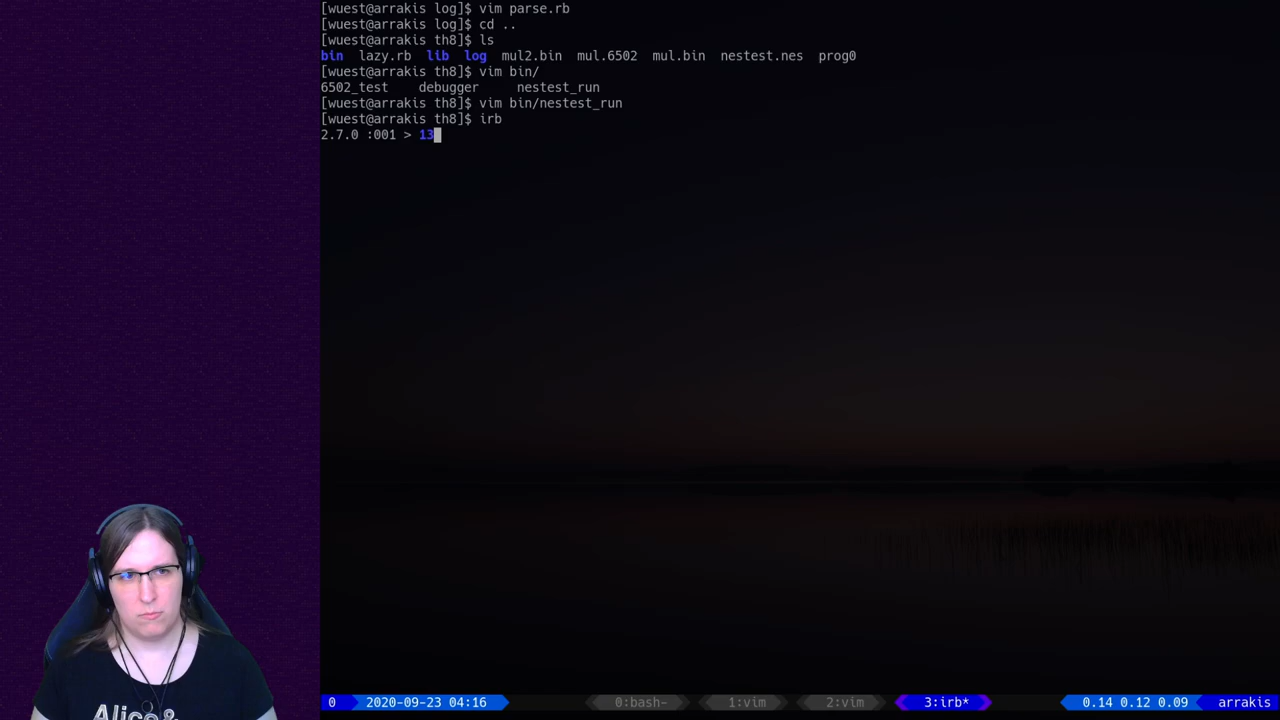 [wuest@arrakis log]$ vim parse.rb
[wuest@arrakis log]$ cd ..
[wuest@arrakis th8]$ ls
bin  lazy.rb  lib  log  mul2.bin  mul.6502  mul.bin  nestest.nes  prog0
[wuest@arrakis th8]$ vim bin/
6502_test    debugger     nestest_run
[wuest@arrakis th8]$ vim bin/nestest_run
[wuest@arrakis th8]$ irb
2.7.0 :001 > 13
Alice&
0 2020-09-23 04:16 0:bash- 1:vim 2:vim 3:irb* 0.14 0.12 0.09 arrakis